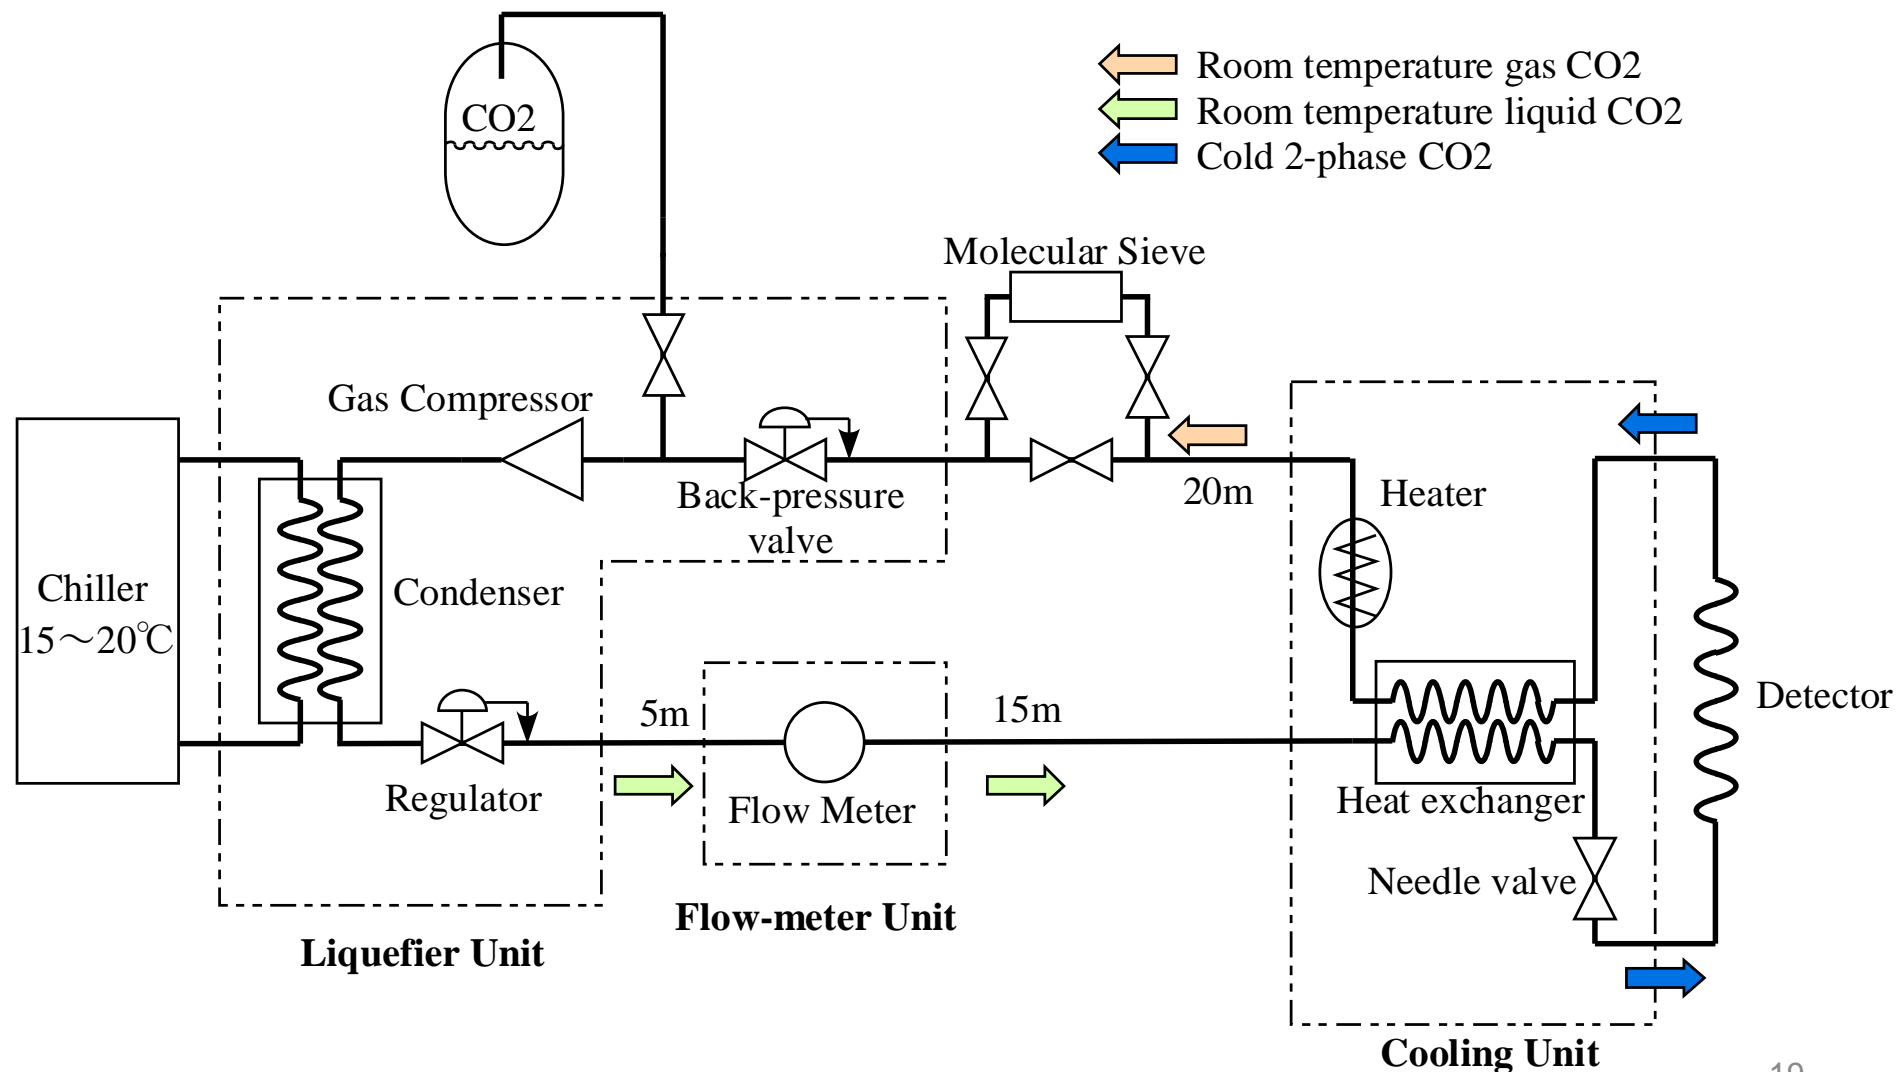 CO2
Room temperature gas CO2
Room temperature liquid CO2
Cold 2-phase CO2
Molecular Sieve
Gas Compressor
Back-pressure
valve
20m
Heater
Chiller
15～20℃
Condenser
5m
15m
Detector
Regulator
Flow Meter
Heat exchanger
Needle valve
Flow-meter Unit
Liquefier Unit
Cooling Unit